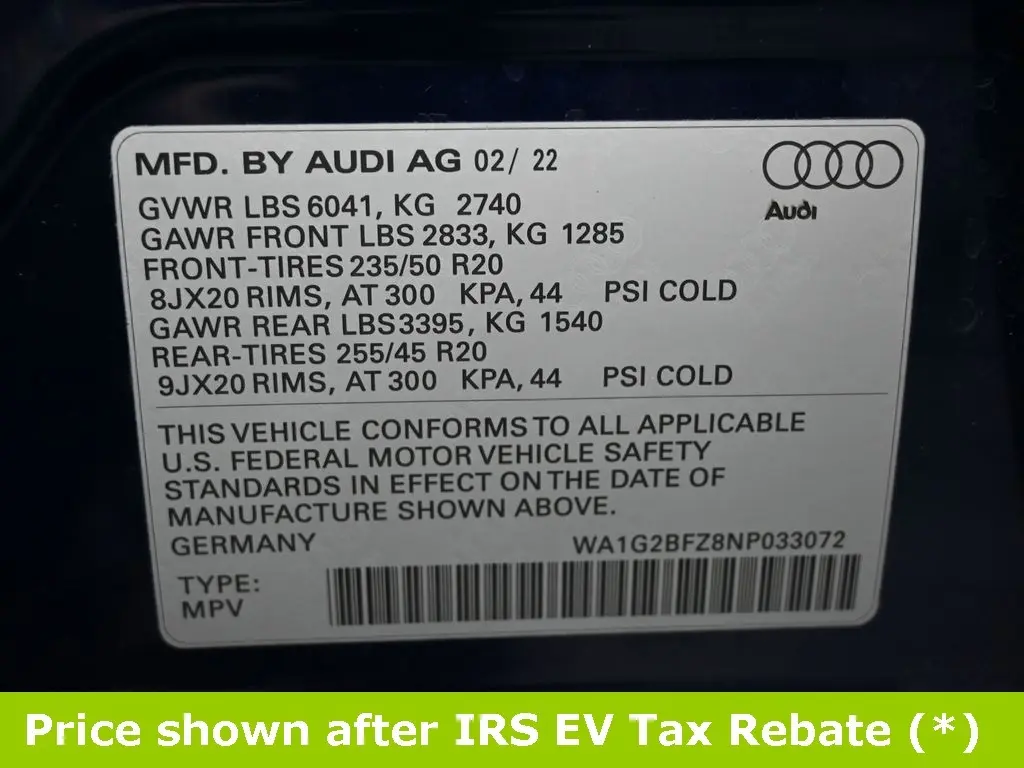 MFD. BY AUDI AG 02/ 22
Audi
GVWR LBS 6041, KG 2740
GAWR FRONT LBS 2833, KG 1285
FRONT-TIRES 235/50 R20
8JX20 RIMS, AT 300 KPA, 44 PSI COLD
GAWR REAR LBS3395, KG 1540
REAR-TIRES 255/45 R20
9JX20 RIMS, AT 300 KPA, 44 PSI COLD
THIS VEHICLE CONFORMS TO ALL APPLICABLE
U.S. FEDERAL MOTOR VEHICLE SAFETY
STANDARDS IN EFFECT ON THE DATE OF
MANUFACTURE SHOWN ABOVE.
GERMANY WA1G2BFZ8NP033072
TYPE:
MPV
Price shown after IRS EV Tax Rebate (*)